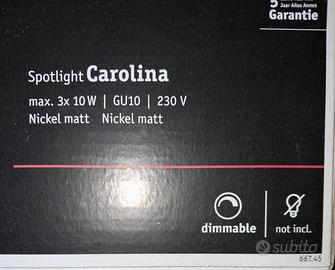 5
Jaar Años Annos
Garantie
Spotlight Carolina
max. 3x 10 W | GU10 | 230 V
Nickel matt Nickel matt
dimmable
not incl.
subito
667.45